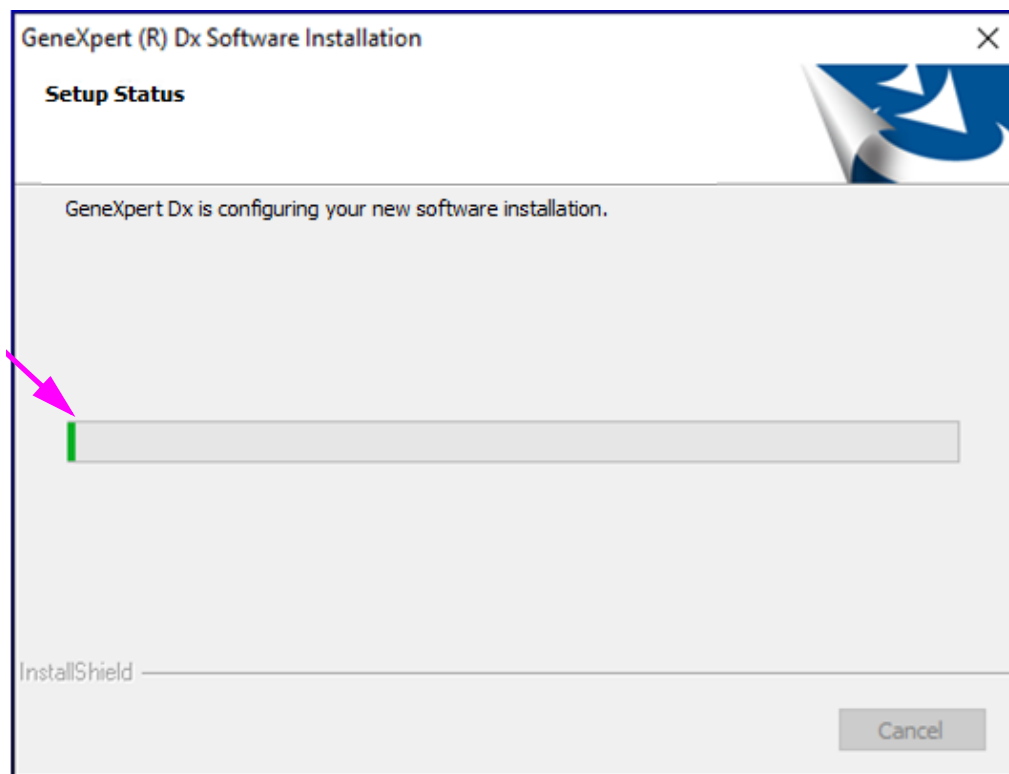 GeneXpert (R) Dx Software Installation
Setup Status
GeneXpert Dx is configuring your new software installation.
InstallShield
Cancel